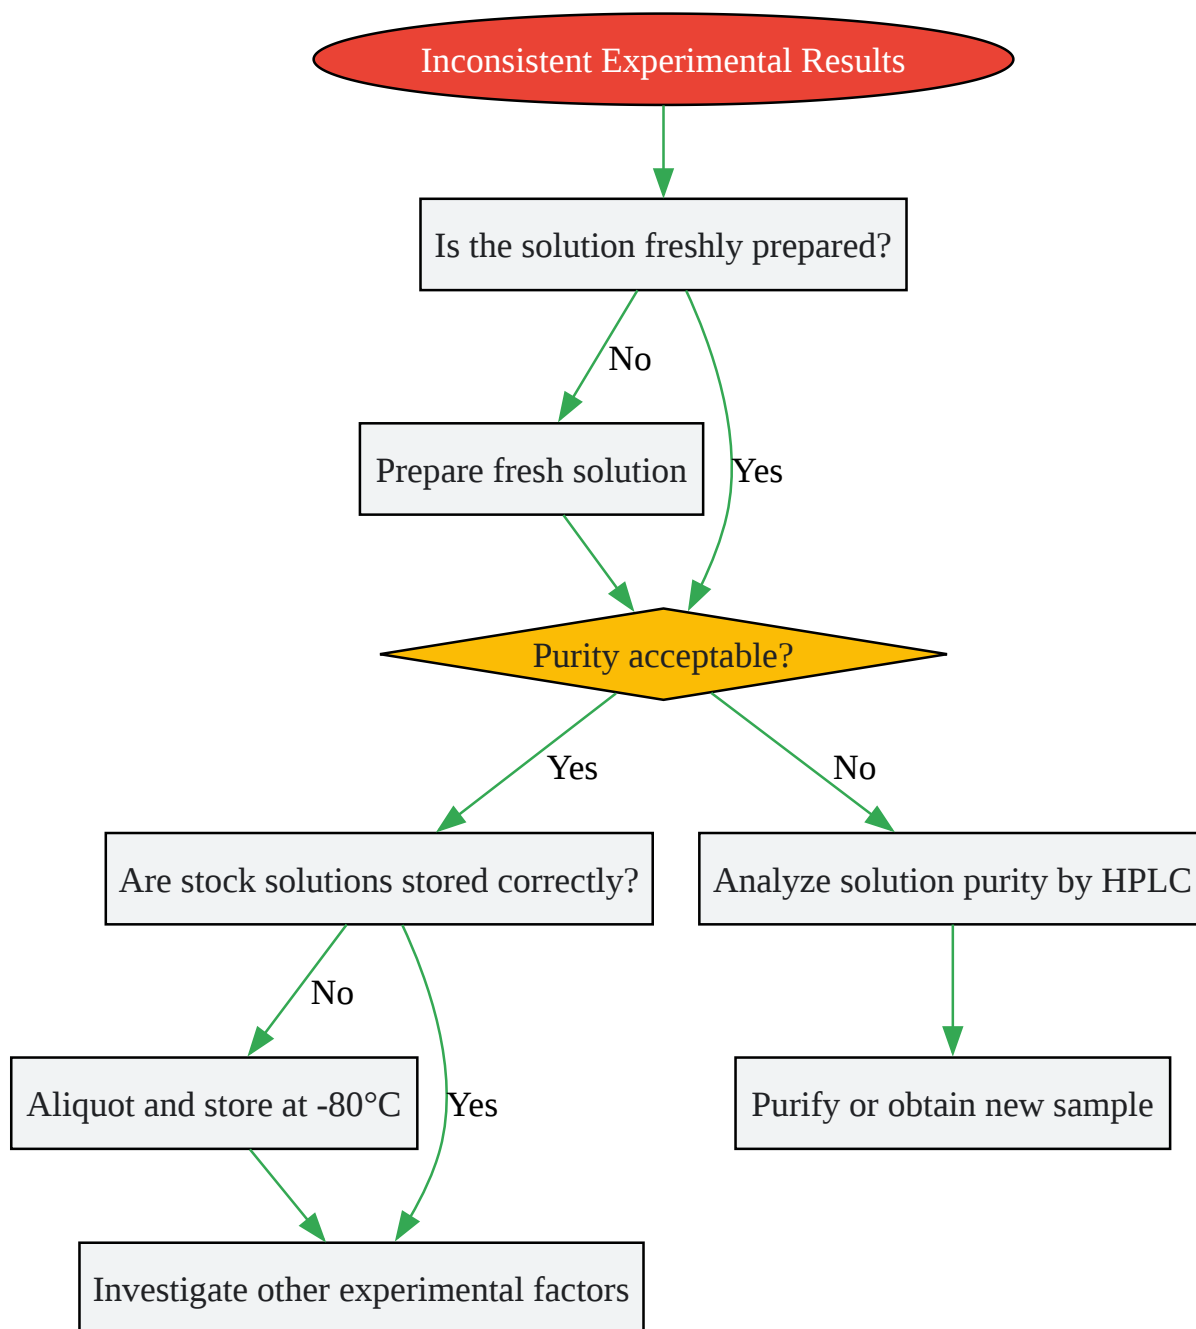 Inconsistent Experimental Results
Is the solution freshly prepared?
No
Prepare fresh solution
Yes
Purity acceptable?
Yes
No
Are stock solutions stored correctly?
Analyze solution purity by HPLC
No
Aliquot and store at -80°C
Yes
Purify or obtain new sample
Investigate other experimental factors